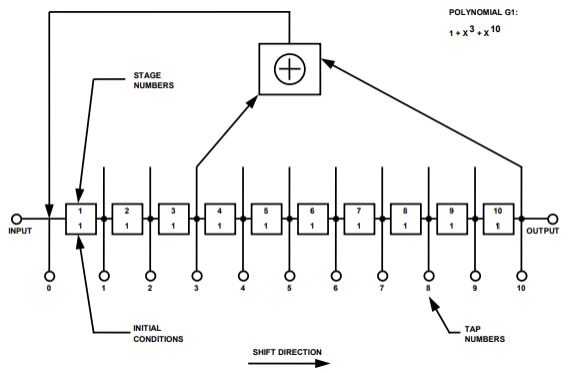 POLYNOMIAL G1:
1 + X 3 + X 10
STAGE
NUMBERS
1 2 3 4 5 6 7 8 9 10
1 1 1 1 1 1 1 1 1 1
INPUT
OUTPUT
0 1 2 3 4 5 6 7 8 9 10
INITIAL
CONDITIONS
TAP
NUMBERS
SHIFT DIRECTION